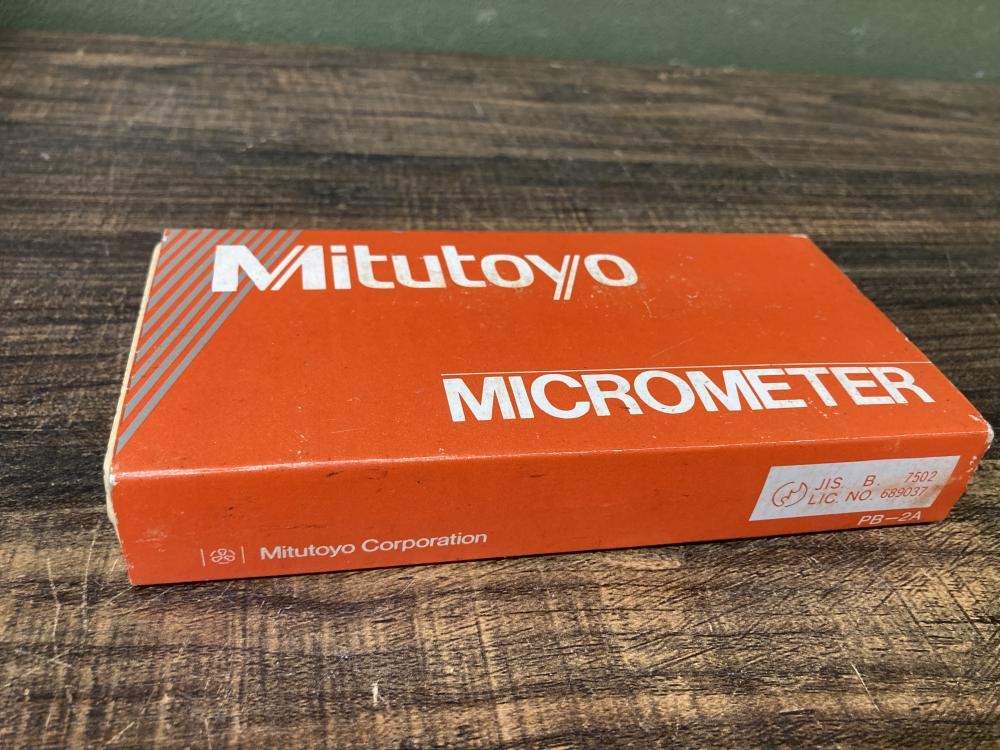 Mitutoyo
MICROMETER
Mitutoyo Corporation
JIS. B. 7502
LIC. NO. 689037
PB-2A